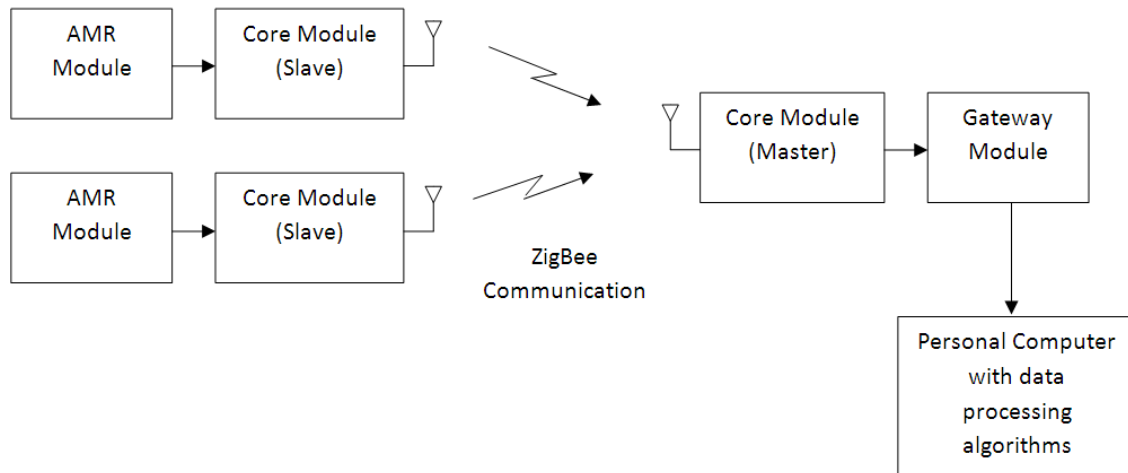 AMR
Module
Core Module
(Slave)
AMR
Module
Core Module
(Slave)
ZigBee
Communication
Core Module
(Master)
Gateway
Module
Personal Computer
with data
processing
algorithms